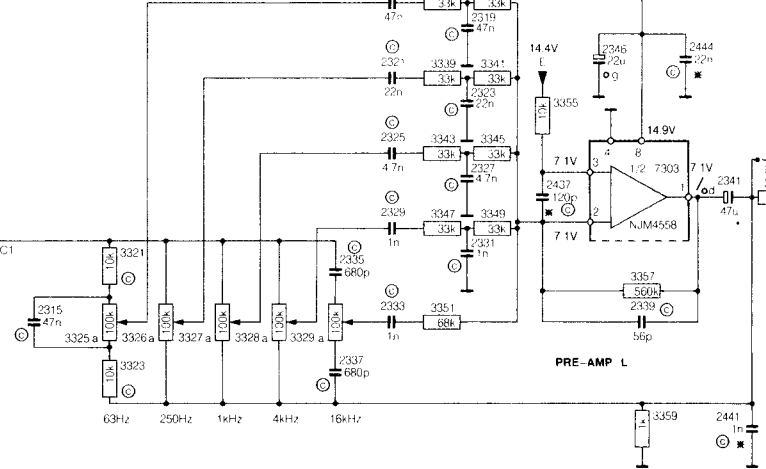 47n
33k
33k
2319
47n
C
C
2321
22n
3339
33k
3341
33k
2323
22n
C
14.4V
E
3355
10k
2346
22u
g
2444
22n
C
*
14.9V
4
8
C
2325
4.7n
3343
33k
3345
33k
2327
4.7n
C
7.1V
3
1/2 7303
7.1V
1
d
2341
47u
2437
120p
* C
2
7.1V
NJM4558
C
2329
1n
3347
33k
3349
33k
2331
1n
C
C1
3321
10k
C
C
2335
680p
2315
47n
C
100k
3325 a
100k
3326 a
100k
3327 a
100k
3328 a
100k
3329 a
C
2333
1n
3351
68k
3357
560k
2339 C
56p
3323
10k
C
2337
680p
C
PRE-AMP L
63Hz
250Hz
1kHz
4kHz
16kHz
3359
1k
2441
1n
C *